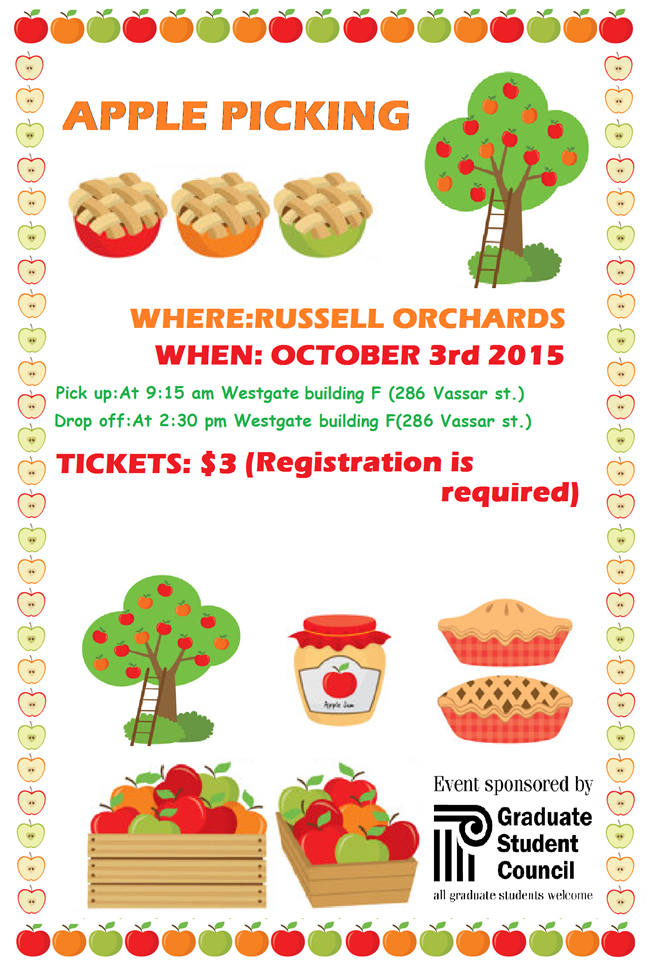 APPLE PICKING
WHERE:RUSSELL ORCHARDS
WHEN: OCTOBER 3rd 2015
Pick up:At 9:15 am Westgate building F (286 Vassar st.)
Drop off:At 2:30 pm Westgate building F(286 Vassar st.)
TICKETS: $3 (Registration is
required)
Apple Jam
Event sponsored by
Graduate
Student
Council
all graduate students welcome